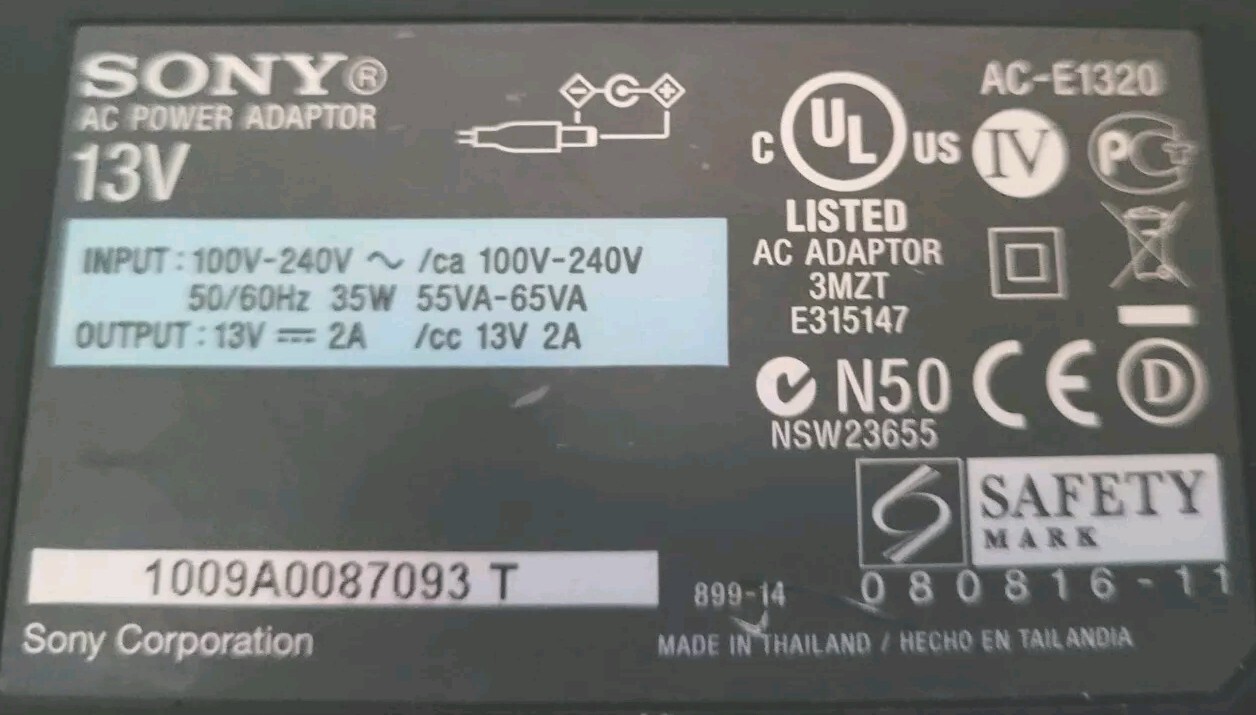 SONY®
AC POWER ADAPTOR
13V
INPUT : 100V-240V ~ /ca 100V-240V
50/60Hz 35W 55VA-65VA
OUTPUT : 13V ⎓ 2A /cc 13V 2A
1009A0087093 T
Sony Corporation
C UL US
LISTED
AC ADAPTOR
3MZT
E315147
N50
NSW23655
AC-E1320
IV
PCT
CE
D
SAFETY
MARK
080816-11
899-14
MADE IN THAILAND / HECHO EN TAILANDIA